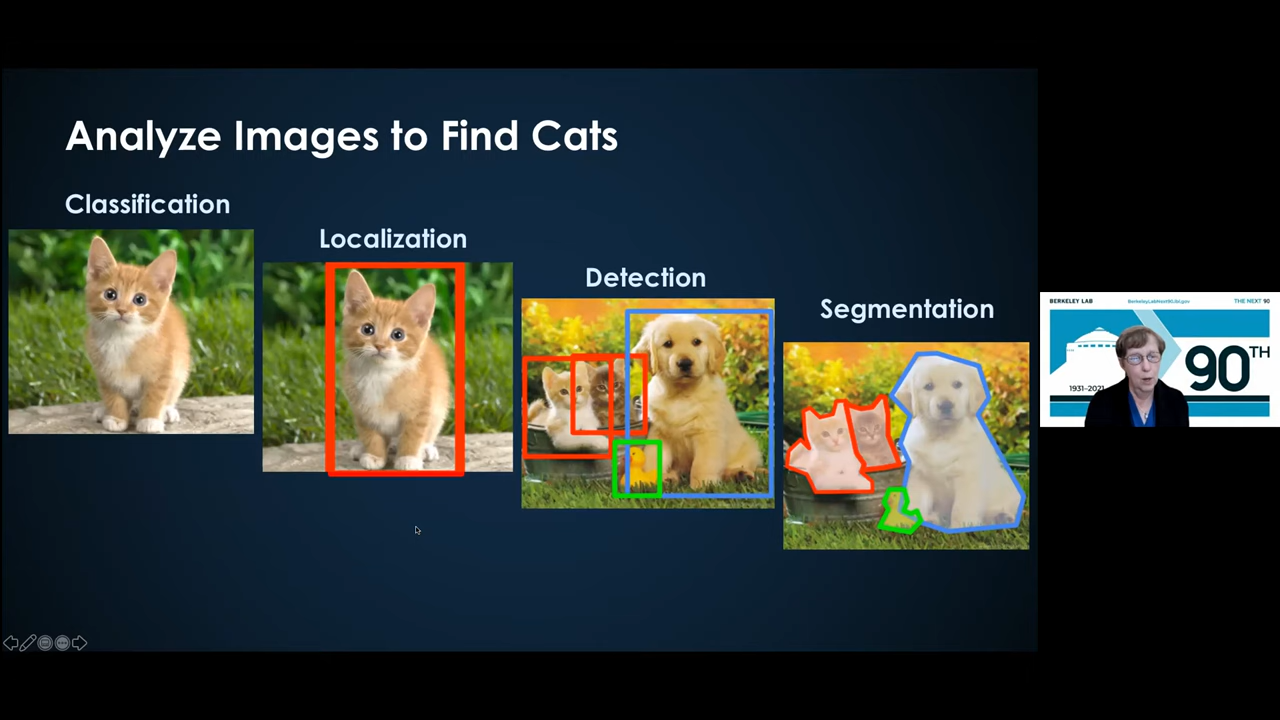 Analyze Images to Find Cats
Classification
Localization
Detection
Segmentation
BERKELEY LAB
BerkeleyLabNext90.lbl.gov
THE NEXT 90
1931–2021
90TH